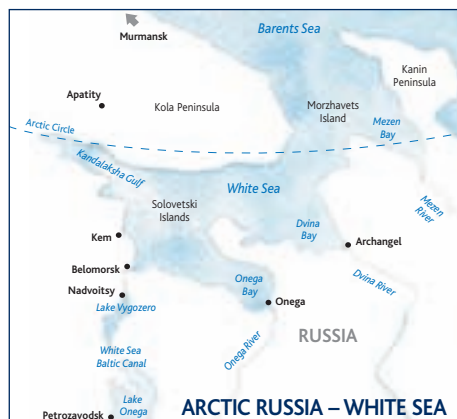 Murmansk
Barents Sea
Kanin
Peninsula
Apatity
Kola Peninsula
Morzhavets
Island
Mezen
Bay
Arctic Circle
Kandalaksha Gulf
White Sea
Solovetski
Islands
Mezen
River
Dvina
Bay
Kem
Archangel
Belomorsk
Dvina River
Nadvoitsy
Onega
Bay
Onega
Lake Vygozero
RUSSIA
Onega River
White Sea
Baltic Canal
Lake
Onega
Petrozavodsk
ARCTIC RUSSIA – WHITE SEA